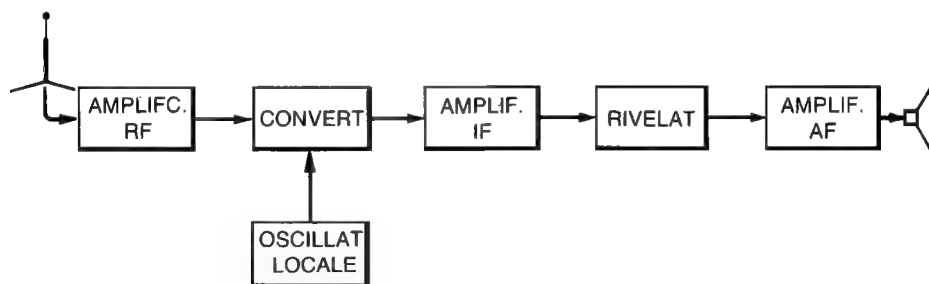 AMPLIFC.
RF
CONVERT
AMPLIF.
IF
RIVELAT
AMPLIF.
AF
OSCILLAT
LOCALE